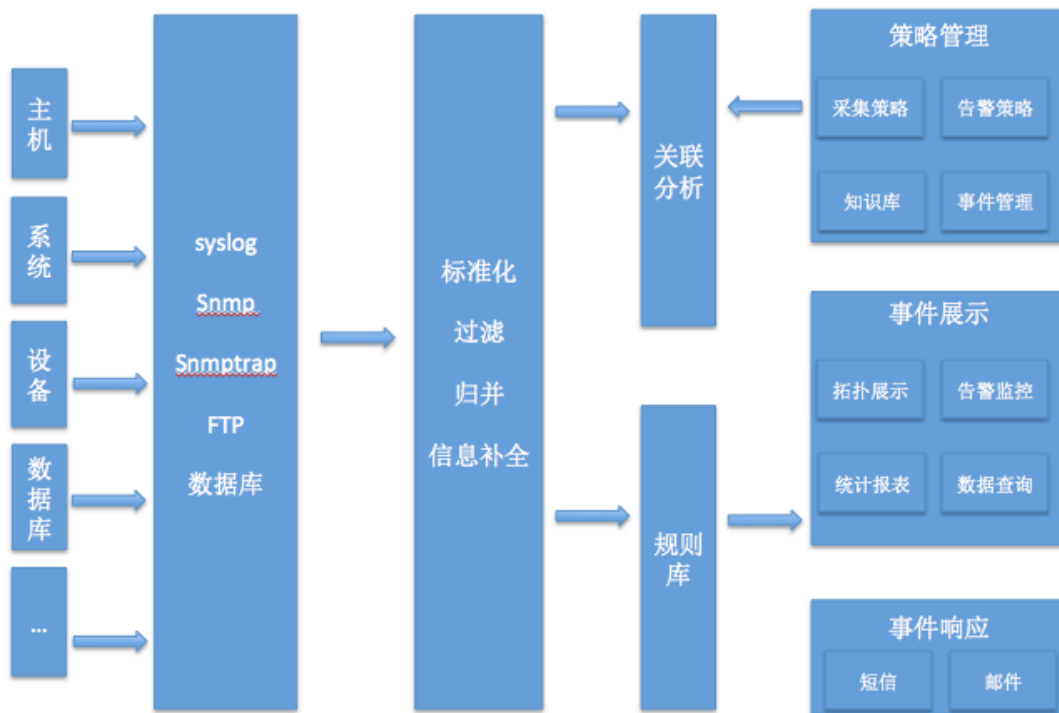 主
机
系
统
设
备
数
据
库
...
syslog
Snmp
Snmptrap
FTP
数据库
标准化
过滤
归并
信息补全
关联
分析
规则
库
策略管理
采集策略 告警策略
知识库 事件管理
事件展示
拓扑展示 告警监控
统计报表 数据查询
事件响应
短信 邮件